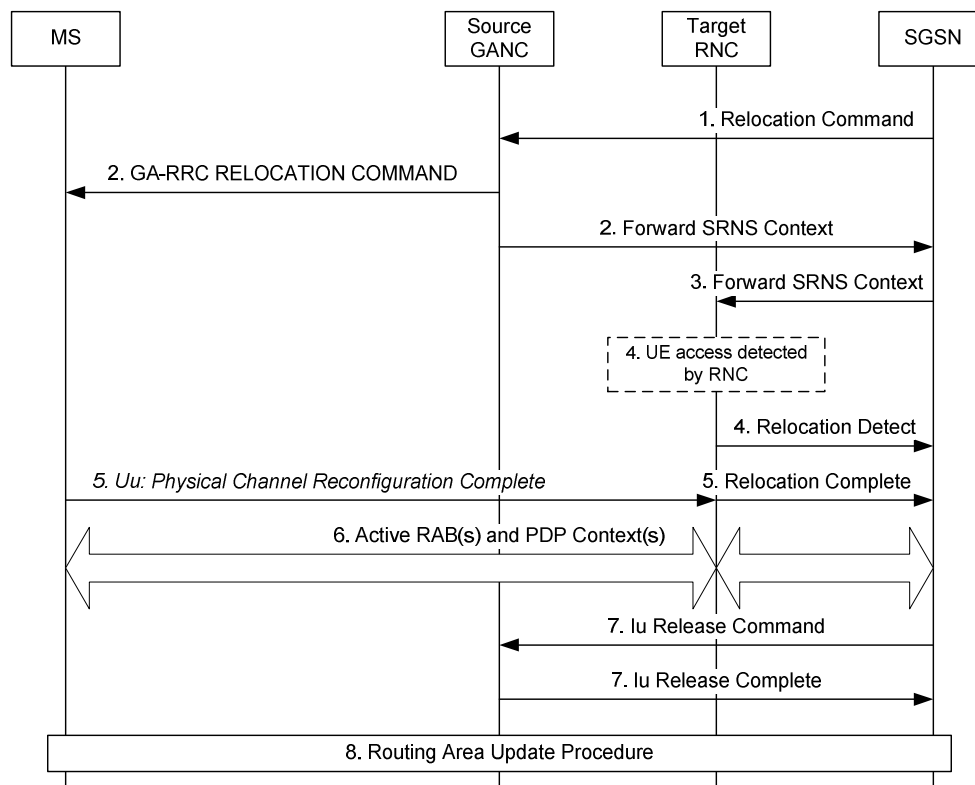 MS
Source
GANC
Target
RNC
SGSN
1. Relocation Command
2. GA-RRC RELOCATION COMMAND
2. Forward SRNS Context
3. Forward SRNS Context
4. UE access detected
by RNC
4. Relocation Detect
5. Uu: Physical Channel Reconfiguration Complete
5. Relocation Complete
6. Active RAB(s) and PDP Context(s)
7. Iu Release Command
7. Iu Release Complete
8. Routing Area Update Procedure